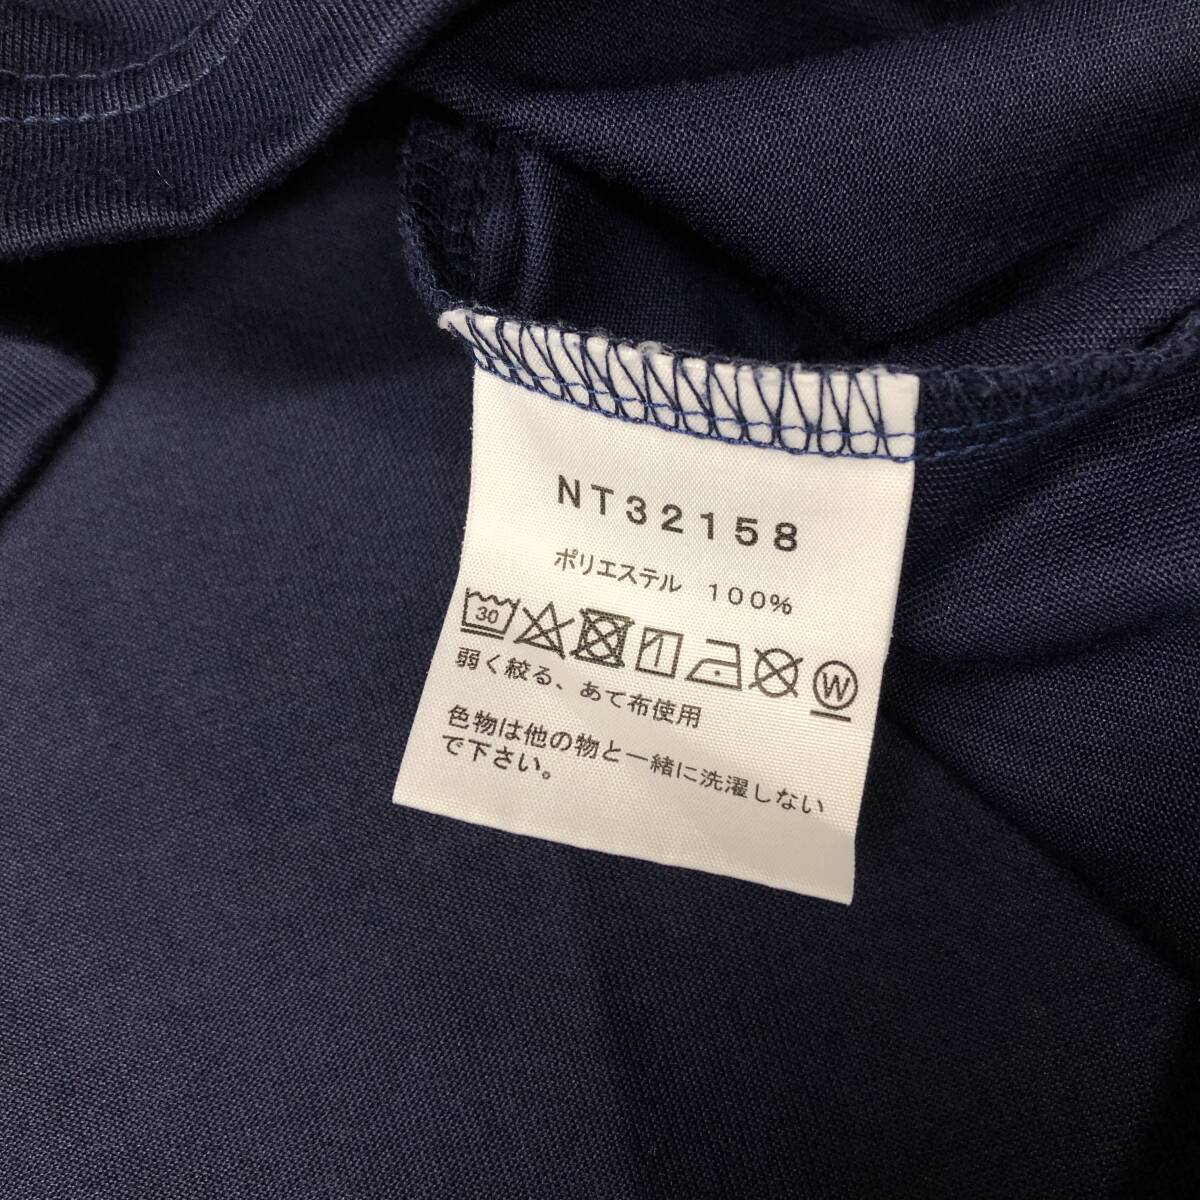 NT32158
ポリエステル 100%
30 W
弱く絞る、あて布使用
色物は他の物と一緒に洗濯しない
で下さい。